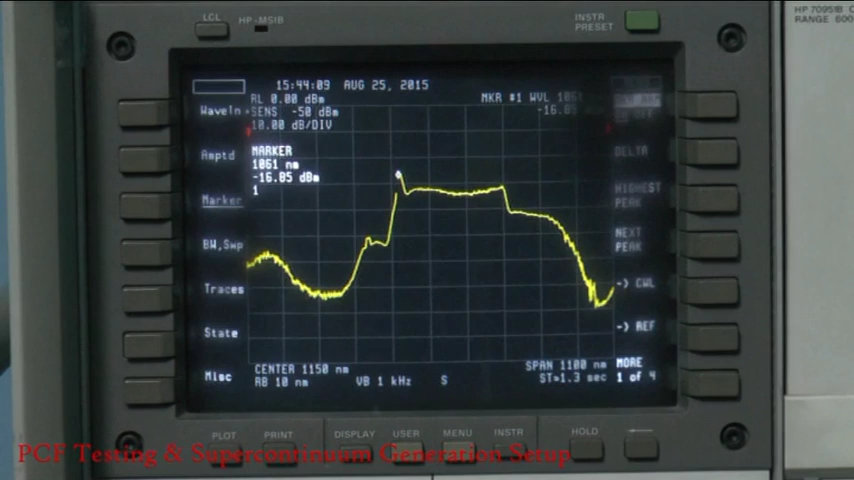 LCL
HP-MSIB
INSTR
PRESET
HP 70951B
RANGE 600
15:44:09 AUG 25, 2015
RL 0.00 dBm
SENS -50 dBm
10.00 dB/DIV
MKR #1 WVL 1061
-16.85
MARKER
1061 nm
-16.85 dBm
1
Waveln
Amptd
Marker
BW,Swp
Traces
State
Misc
DELTA
HIGHEST
PEAK
NEXT
PEAK
-> CWL
-> REF
MORE
1 of 4
CENTER 1150 nm
SPAN 1100 nm
RB 10 nm
VB 1 kHz
S
ST=1.3 sec
PLOT
PRINT
DISPLAY
USER
MENU
INSTR
HOLD
PCF Testing & Supercontinuum Generation Setup